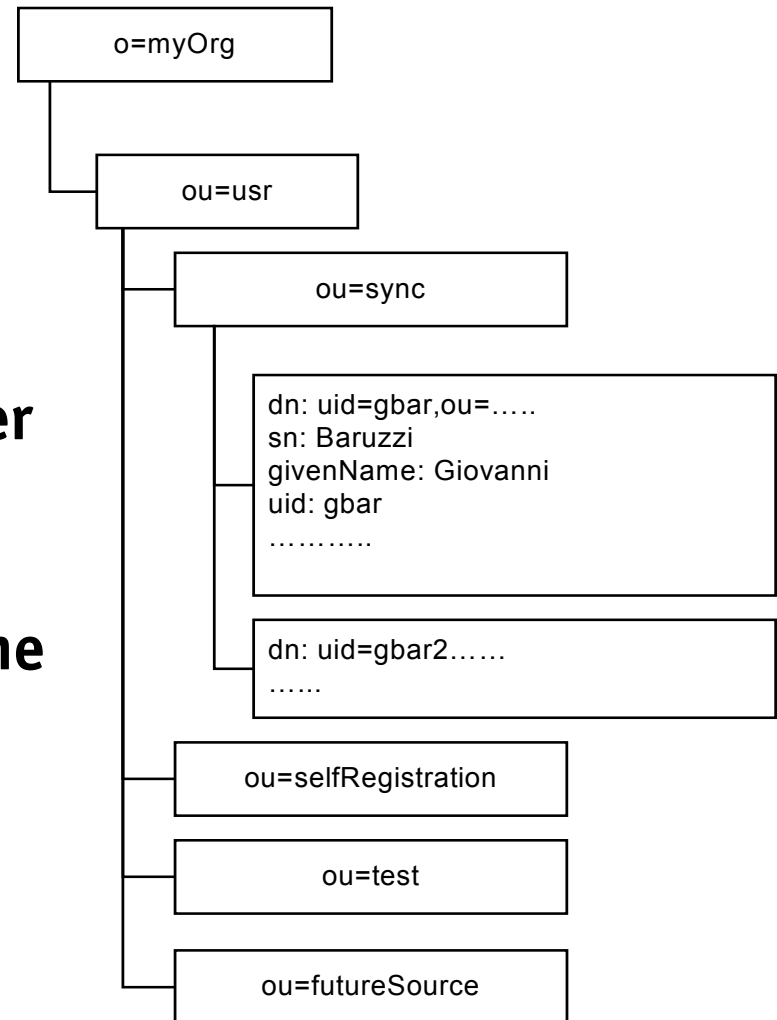 o=myOrg
ou=usr
ou=sync
dn: uid=gbar,ou=…..
sn: Baruzzi
givenName: Giovanni
uid: gbar
………..
dn: uid=gbar2……
…...
ou=selfRegistration
ou=test
ou=futureSource